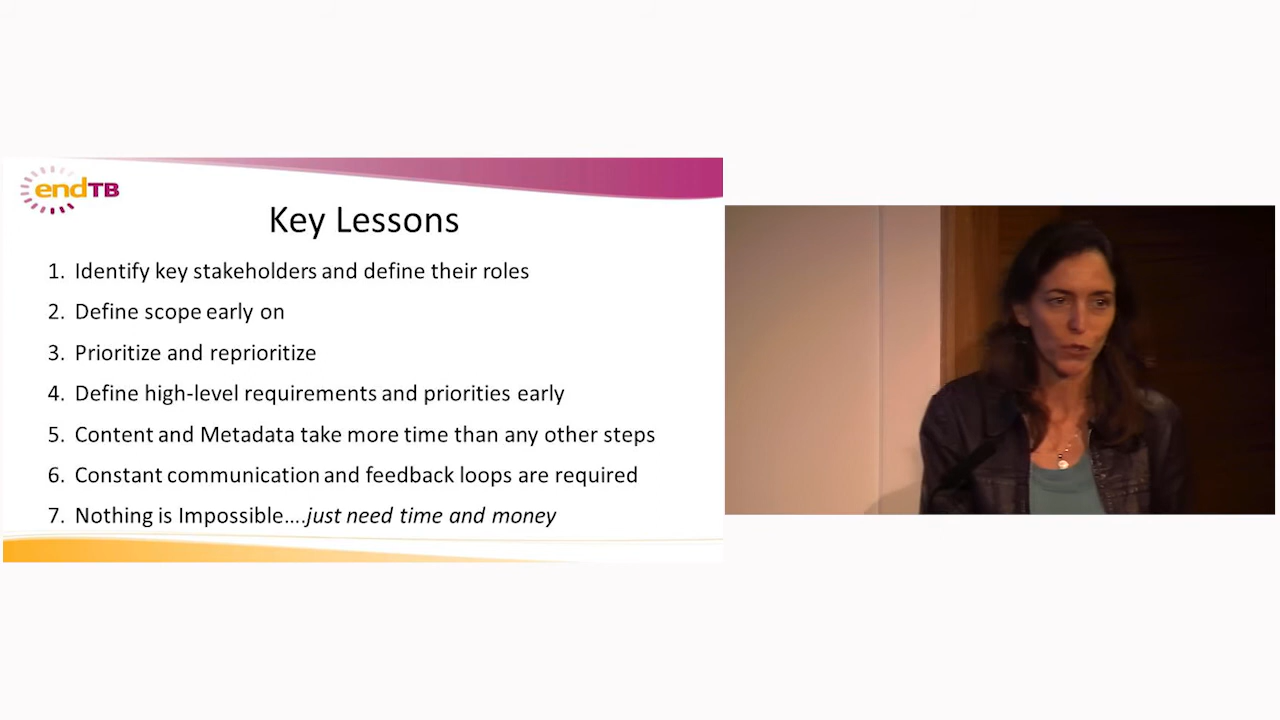 endTB
Key Lessons
1. Identify key stakeholders and define their roles
2. Define scope early on
3. Prioritize and reprioritize
4. Define high-level requirements and priorities early
5. Content and Metadata take more time than any other steps
6. Constant communication and feedback loops are required
7. Nothing is Impossible….just need time and money